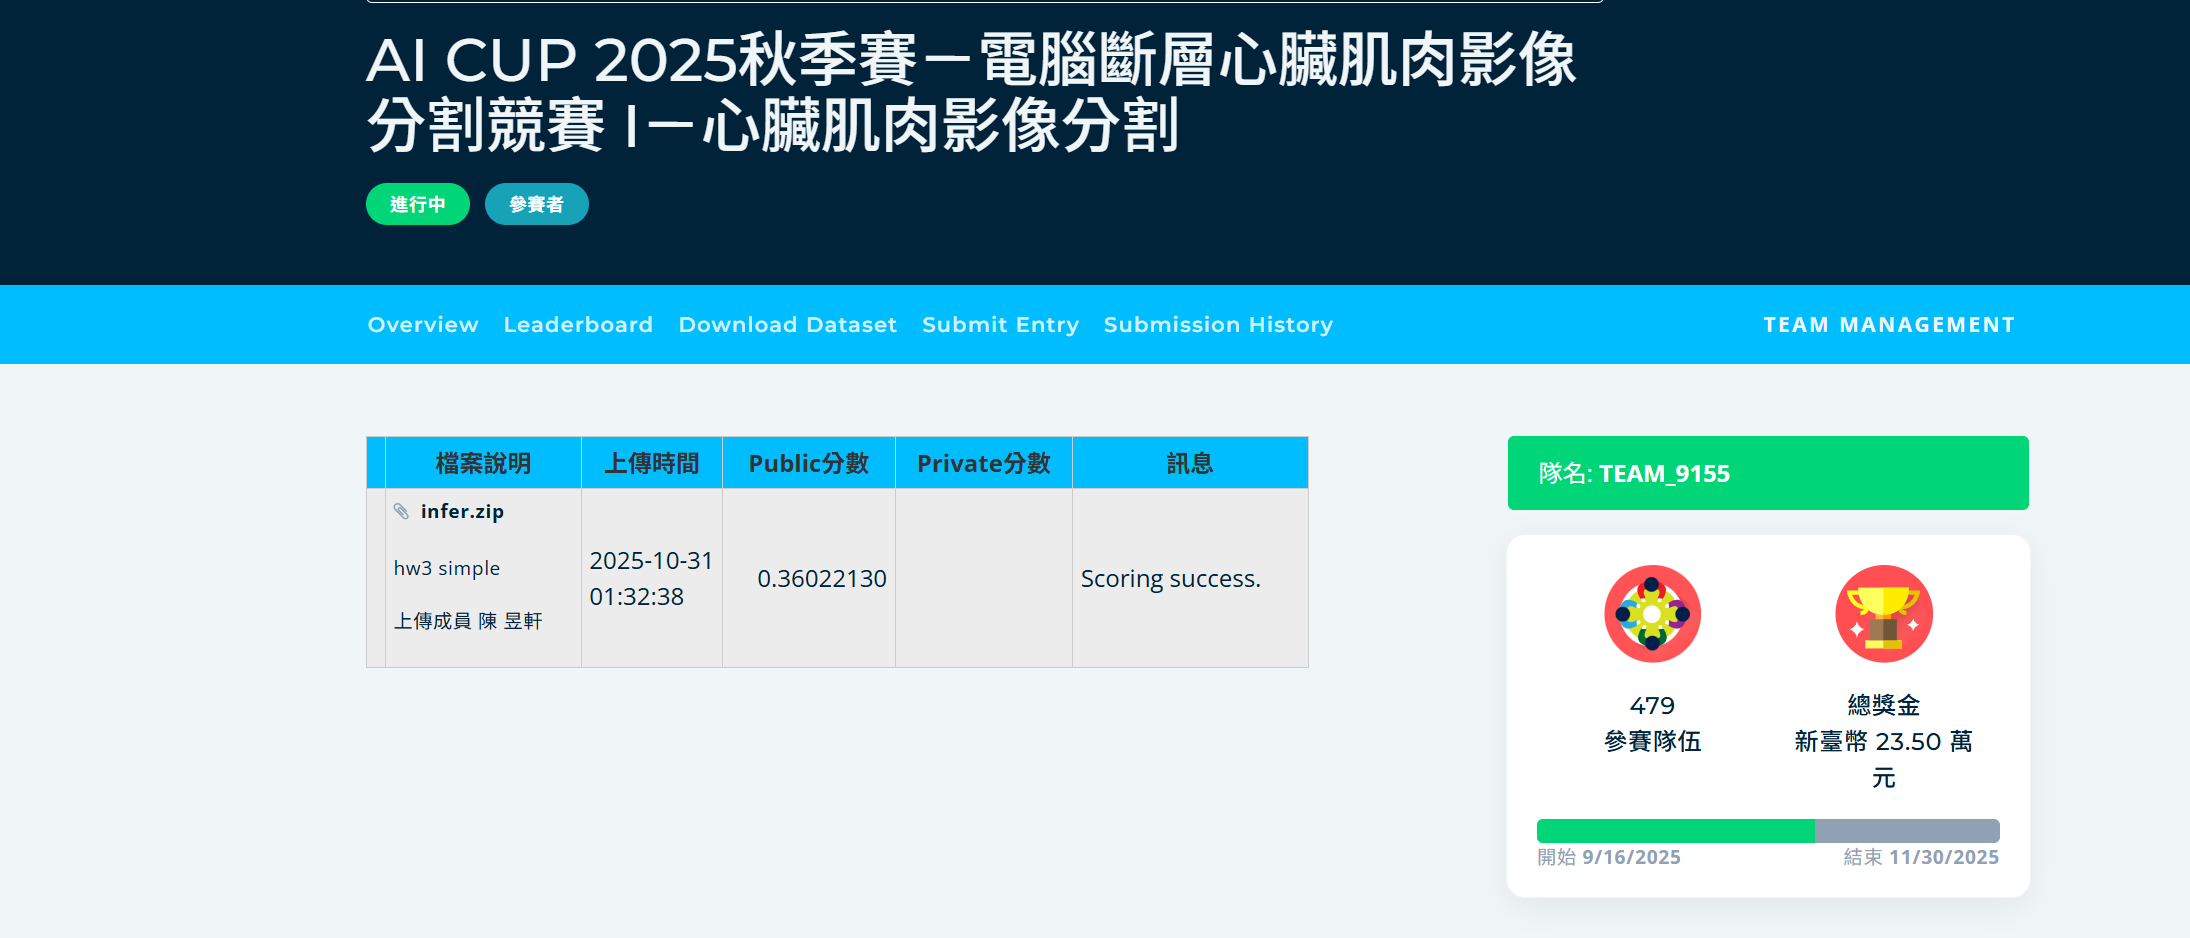 AI CUP 2025秋季賽－電腦斷層心臟肌肉影像
分割競賽 I－心臟肌肉影像分割
進行中 參賽者
Overview Leaderboard Download Dataset Submit Entry Submission History TEAM MANAGEMENT
檔案說明 上傳時間 Public分數 Private分數 訊息
infer.zip
hw3 simple
上傳成員 陳 昱軒
2025-10-31
01:32:38
0.36022130
Scoring success.
隊名: TEAM_9155
479
參賽隊伍
總獎金
新臺幣 23.50 萬
元
開始 9/16/2025
結束 11/30/2025